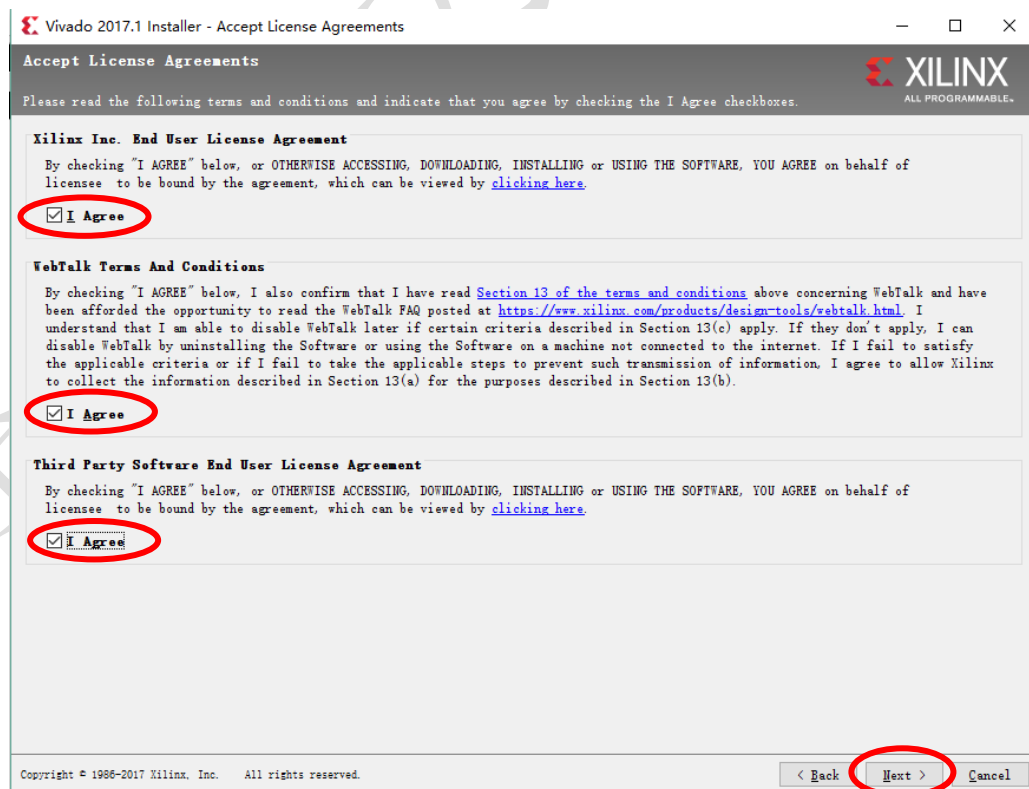 Vivado 2017.1 Installer - Accept License Agreements
Accept License Agreements
XILINX
ALL PROGRAMMABLE.
Please read the following terms and conditions and indicate that you agree by checking the I Agree checkboxes.
Xilinx Inc. End User License Agreement
By checking "I AGREE" below, or OTHERWISE ACCESSING, DOWNLOADING, INSTALLING or USING THE SOFTWARE, YOU AGREE on behalf of
licensee to be bound by the agreement, which can be viewed by clicking here.
I Agree
WebTalk Terms And Conditions
By checking "I AGREE" below, I also confirm that I have read Section 13 of the terms and conditions above concerning WebTalk and have
been afforded the opportunity to read the WebTalk FAQ posted at https://www.xilinx.com/products/design-tools/webtalk.html. I
understand that I am able to disable WebTalk later if certain criteria described in Section 13(c) apply. If they don't apply, I can
disable WebTalk by uninstalling the Software or using the Software on a machine not connected to the internet. If I fail to satisfy
the applicable criteria or if I fail to take the applicable steps to prevent such transmission of information, I agree to allow Xilinx
to collect the information described in Section 13(a) for the purposes described in Section 13(b).
I Agree
Third Party Software End User License Agreement
By checking "I AGREE" below, or OTHERWISE ACCESSING, DOWNLOADING, INSTALLING or USING THE SOFTWARE, YOU AGREE on behalf of
licensee to be bound by the agreement, which can be viewed by clicking here.
I Agree
Copyright © 1986-2017 Xilinx, Inc. All rights reserved.
< Back Next > Cancel